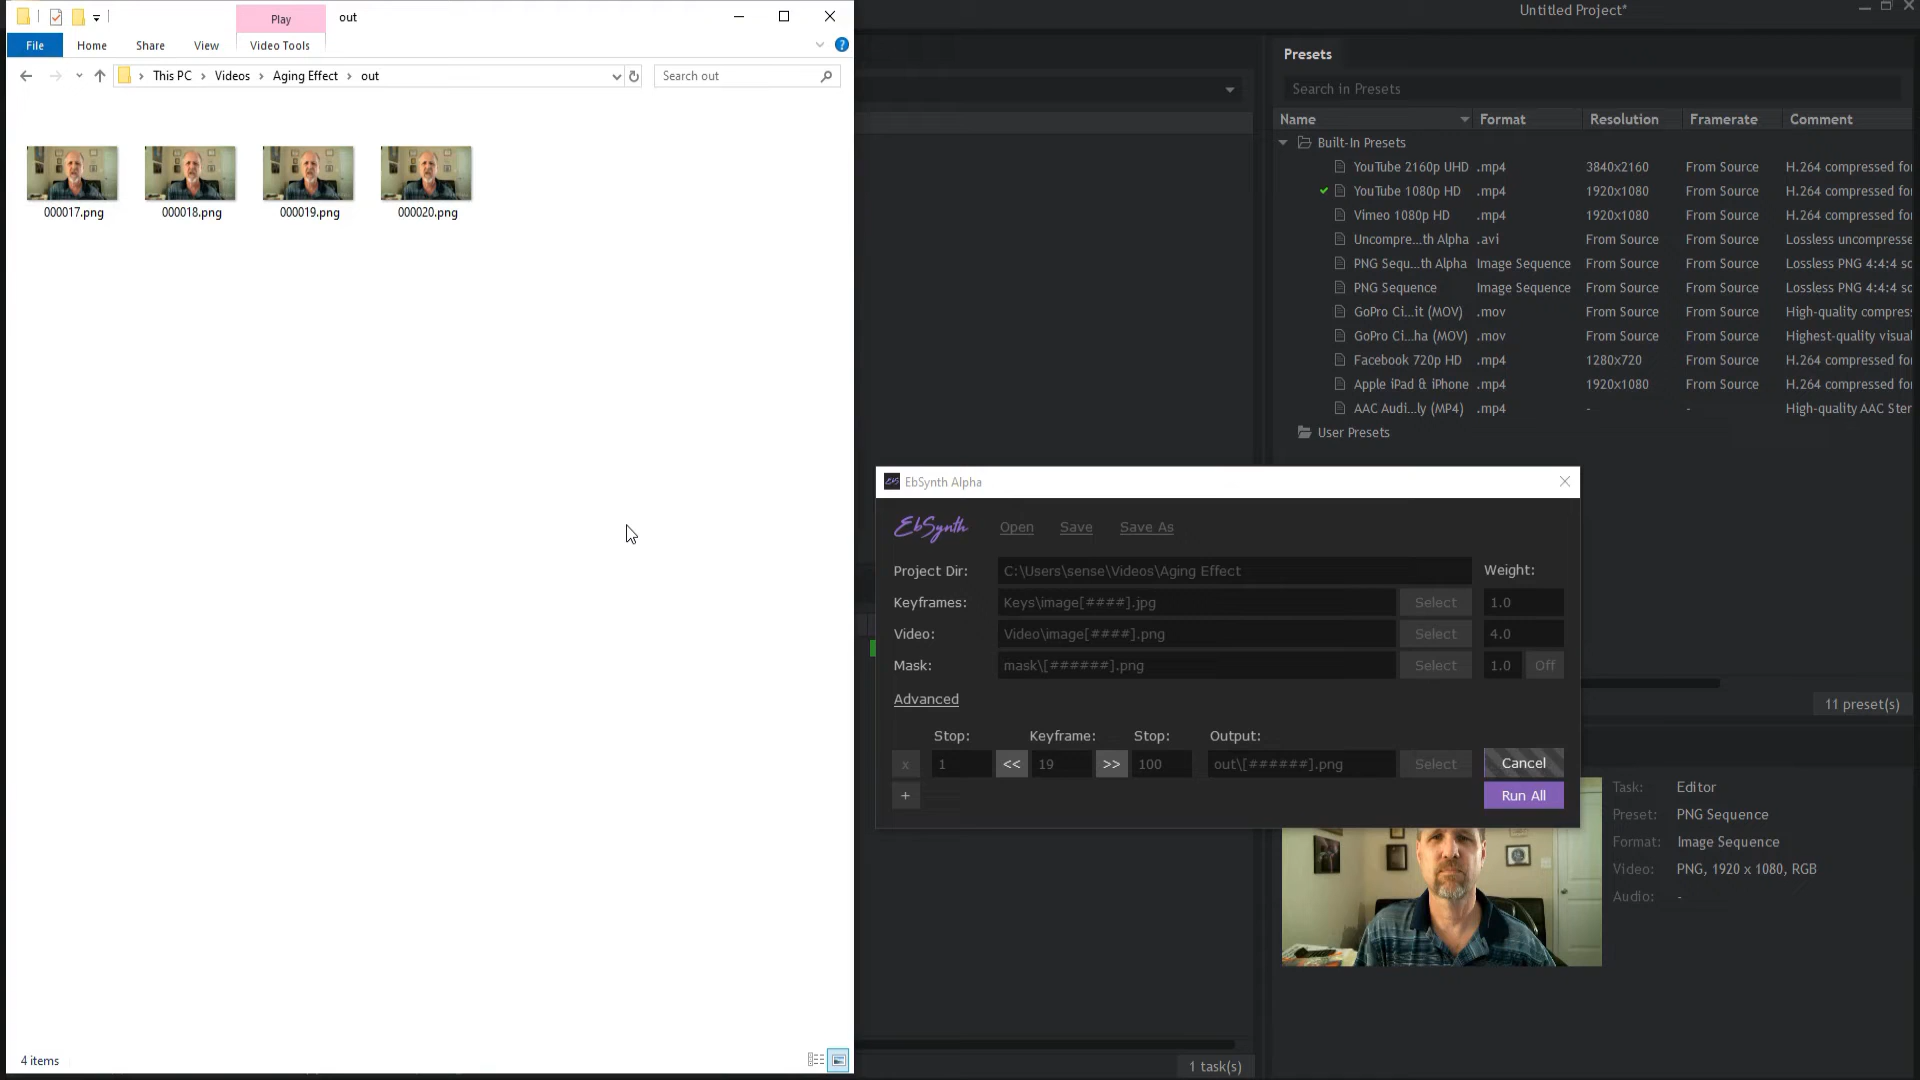 Play
out
File
Home
Share
View
Video Tools
This PC > Videos > Aging Effect > out
Search out
000017.png
000018.png
000019.png
000020.png
4 items
Untitled Project*
Presets
Search in Presets
Name Format Resolution Framerate Comment
Built-In Presets
YouTube 2160p UHD .mp4 3840x2160 From Source H.264 compressed for
YouTube 1080p HD .mp4 1920x1080 From Source H.264 compressed for
Vimeo 1080p HD .mp4 1920x1080 From Source H.264 compressed for
Uncompre...th Alpha .avi From Source From Source Lossless uncompresse
PNG Sequ...th Alpha Image Sequence From Source From Source Lossless PNG 4:4:4 sc
PNG Sequence Image Sequence From Source From Source Lossless PNG 4:4:4 sc
GoPro Ci...it (MOV) .mov From Source From Source High-quality compres
GoPro Ci...ha (MOV) .mov From Source From Source Highest-quality visual
Facebook 720p HD .mp4 1280x720 From Source H.264 compressed for
Apple iPad & iPhone .mp4 1920x1080 From Source H.264 compressed for
AAC Audi...ly (MP4) .mp4 - - High-quality AAC Ster
User Presets
EbSynth Alpha
EbSynth Open Save Save As
Project Dir: C:\Users\sense\Videos\Aging Effect Weight:
Keyframes: Keys\image[####].jpg Select 1.0
Video: Video\image[####].png Select 4.0
Mask: mask\[######].png Select 1.0 Off
Advanced
Stop: Keyframe: Stop: Output:
x 1 << 19 >> 100 out\[######].png Select Cancel
+ Run All
11 preset(s)
Task: Editor
Preset: PNG Sequence
Format: Image Sequence
Video: PNG, 1920 x 1080, RGB
Audio: -
1 task(s)